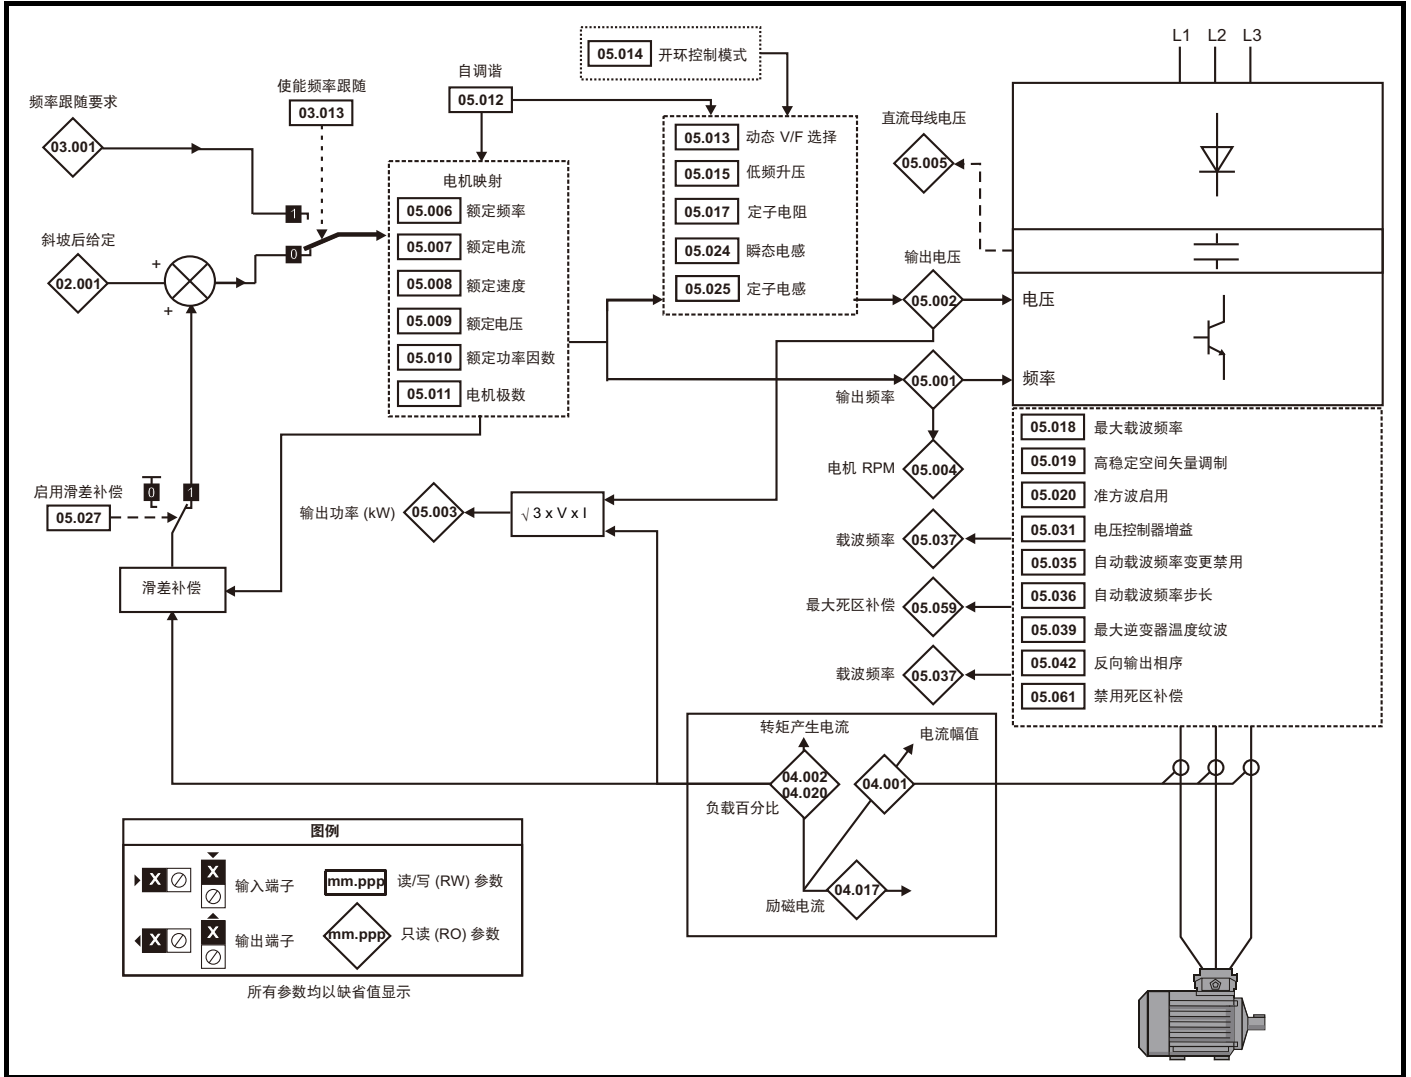 05.014 开环控制模式
L1 L2 L3
自调谐
05.012
使能频率跟随
03.013
频率跟随要求
03.001
1
斜坡后给定
02.001
+
+
0
电机映射
05.006 额定频率
05.007 额定电流
05.008 额定速度
05.009 额定电压
05.010 额定功率因数
05.011 电机极数
05.013 动态 V/F 选择
05.015 低频升压
05.017 定子电阻
05.024 瞬态电感
05.025 定子电感
直流母线电压
05.005
输出电压
05.002
电压
05.001
输出频率
频率
电机 RPM 05.004
启用滑差补偿
05.027
0 1
滑差补偿
输出功率 (kW) 05.003
√ 3 x V x I
载波频率 05.037
最大死区补偿 05.059
载波频率 05.037
05.018 最大载波频率
05.019 高稳定空间矢量调制
05.020 准方波启用
05.031 电压控制器增益
05.035 自动载波频率变更禁用
05.036 自动载波频率步长
05.039 最大逆变器温度纹波
05.042 反向输出相序
05.061 禁用死区补偿
转矩产生电流
04.002
04.020
负载百分比
电流幅值
04.001
04.017
励磁电流
图例
X X 输入端子
mm.ppp 读/写 (RW) 参数
X X 输出端子
mm.ppp 只读 (RO) 参数
所有参数均以缺省值显示